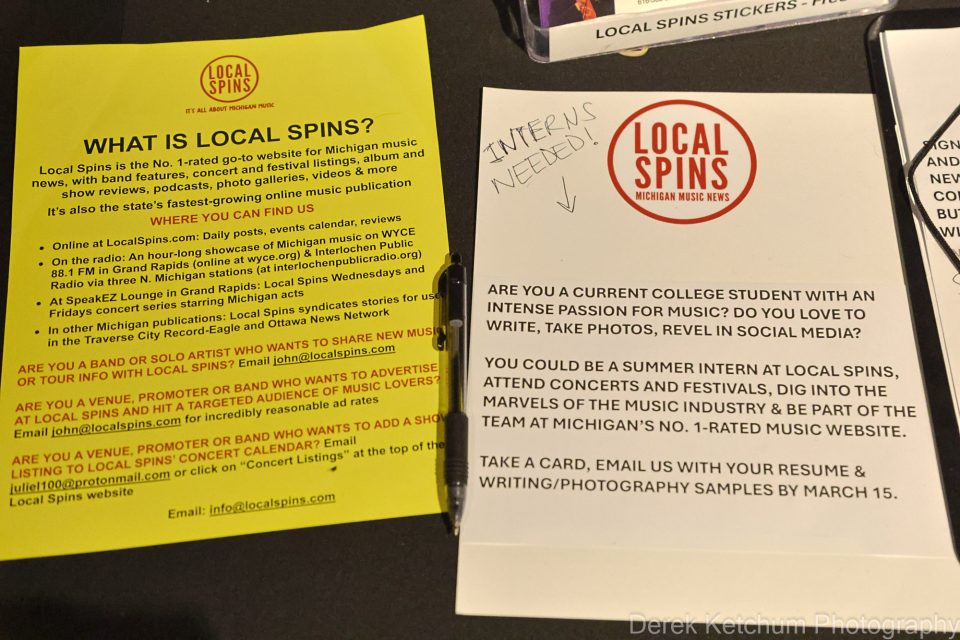 LOCAL
SPINS
IT'S ALL ABOUT MICHIGAN MUSIC
WHAT IS LOCAL SPINS?
Local Spins is the No. 1-rated go-to website for Michigan music
news, with band features, concert and festival listings, album and
show reviews, podcasts, photo galleries, videos & more
It's also the state's fastest-growing online music publication
WHERE YOU CAN FIND US
• Online at LocalSpins.com: Daily posts, events calendar, reviews
• On the radio: An hour-long showcase of Michigan music on WYCE
88.1 FM in Grand Rapids (online at wyce.org) & Interlochen Public
Radio via three N. Michigan stations (at interlochenpublicradio.org)
• At SpeakEZ Lounge in Grand Rapids: Local Spins Wednesdays and
Fridays concert series starring Michigan acts
• In other Michigan publications: Local Spins syndicates stories for use
in the Traverse City Record-Eagle and Ottawa News Network
ARE YOU A BAND OR SOLO ARTIST WHO WANTS TO SHARE NEW MUSIC
OR TOUR INFO WITH LOCAL SPINS? Email john@localspins.com
ARE YOU A VENUE, PROMOTER OR BAND WHO WANTS TO ADVERTISE
AT LOCAL SPINS AND HIT A TARGETED AUDIENCE OF MUSIC LOVERS?
Email john@localspins.com for incredibly reasonable ad rates
ARE YOU A VENUE, PROMOTER OR BAND WHO WANTS TO ADD A SHOW
LISTING TO LOCAL SPINS' CONCERT CALENDAR? Email
juliel100@protonmail.com or click on "Concert Listings" at the top of the
Local Spins website
Email: info@localspins.com
LOCAL SPINS STICKERS -
INTERNS
NEEDED!
LOCAL
SPINS
MICHIGAN MUSIC NEWS
ARE YOU A CURRENT COLLEGE STUDENT WITH AN
INTENSE PASSION FOR MUSIC? DO YOU LOVE TO
WRITE, TAKE PHOTOS, REVEL IN SOCIAL MEDIA?
YOU COULD BE A SUMMER INTERN AT LOCAL SPINS,
ATTEND CONCERTS AND FESTIVALS, DIG INTO THE
MARVELS OF THE MUSIC INDUSTRY & BE PART OF THE
TEAM AT MICHIGAN'S NO. 1-RATED MUSIC WEBSITE.
TAKE A CARD, EMAIL US WITH YOUR RESUME &
WRITING/PHOTOGRAPHY SAMPLES BY MARCH 15.
SIGN
AND
NEW
BUT
Derek Ketchum Photography